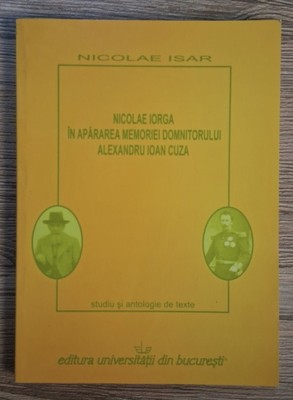 NICOLAE ISAR
NICOLAE IORGA
ÎN APĂRAREA MEMORIEI DOMNITORULUI
ALEXANDRU IOAN CUZA
studiu și antologie de texte
editura universității din bucurești